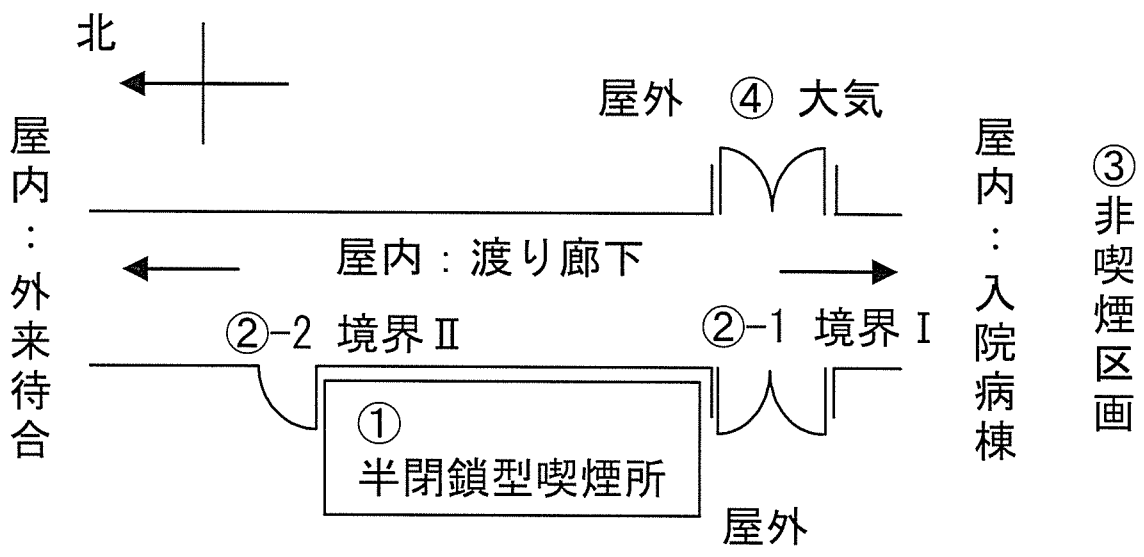 北
屋外 ④ 大気
屋内：外来待合
屋内：渡り廊下
屋内：入院病棟
③非喫煙区画
②-2 境界Ⅱ
②-1 境界Ⅰ
①
半閉鎖型喫煙所
屋外